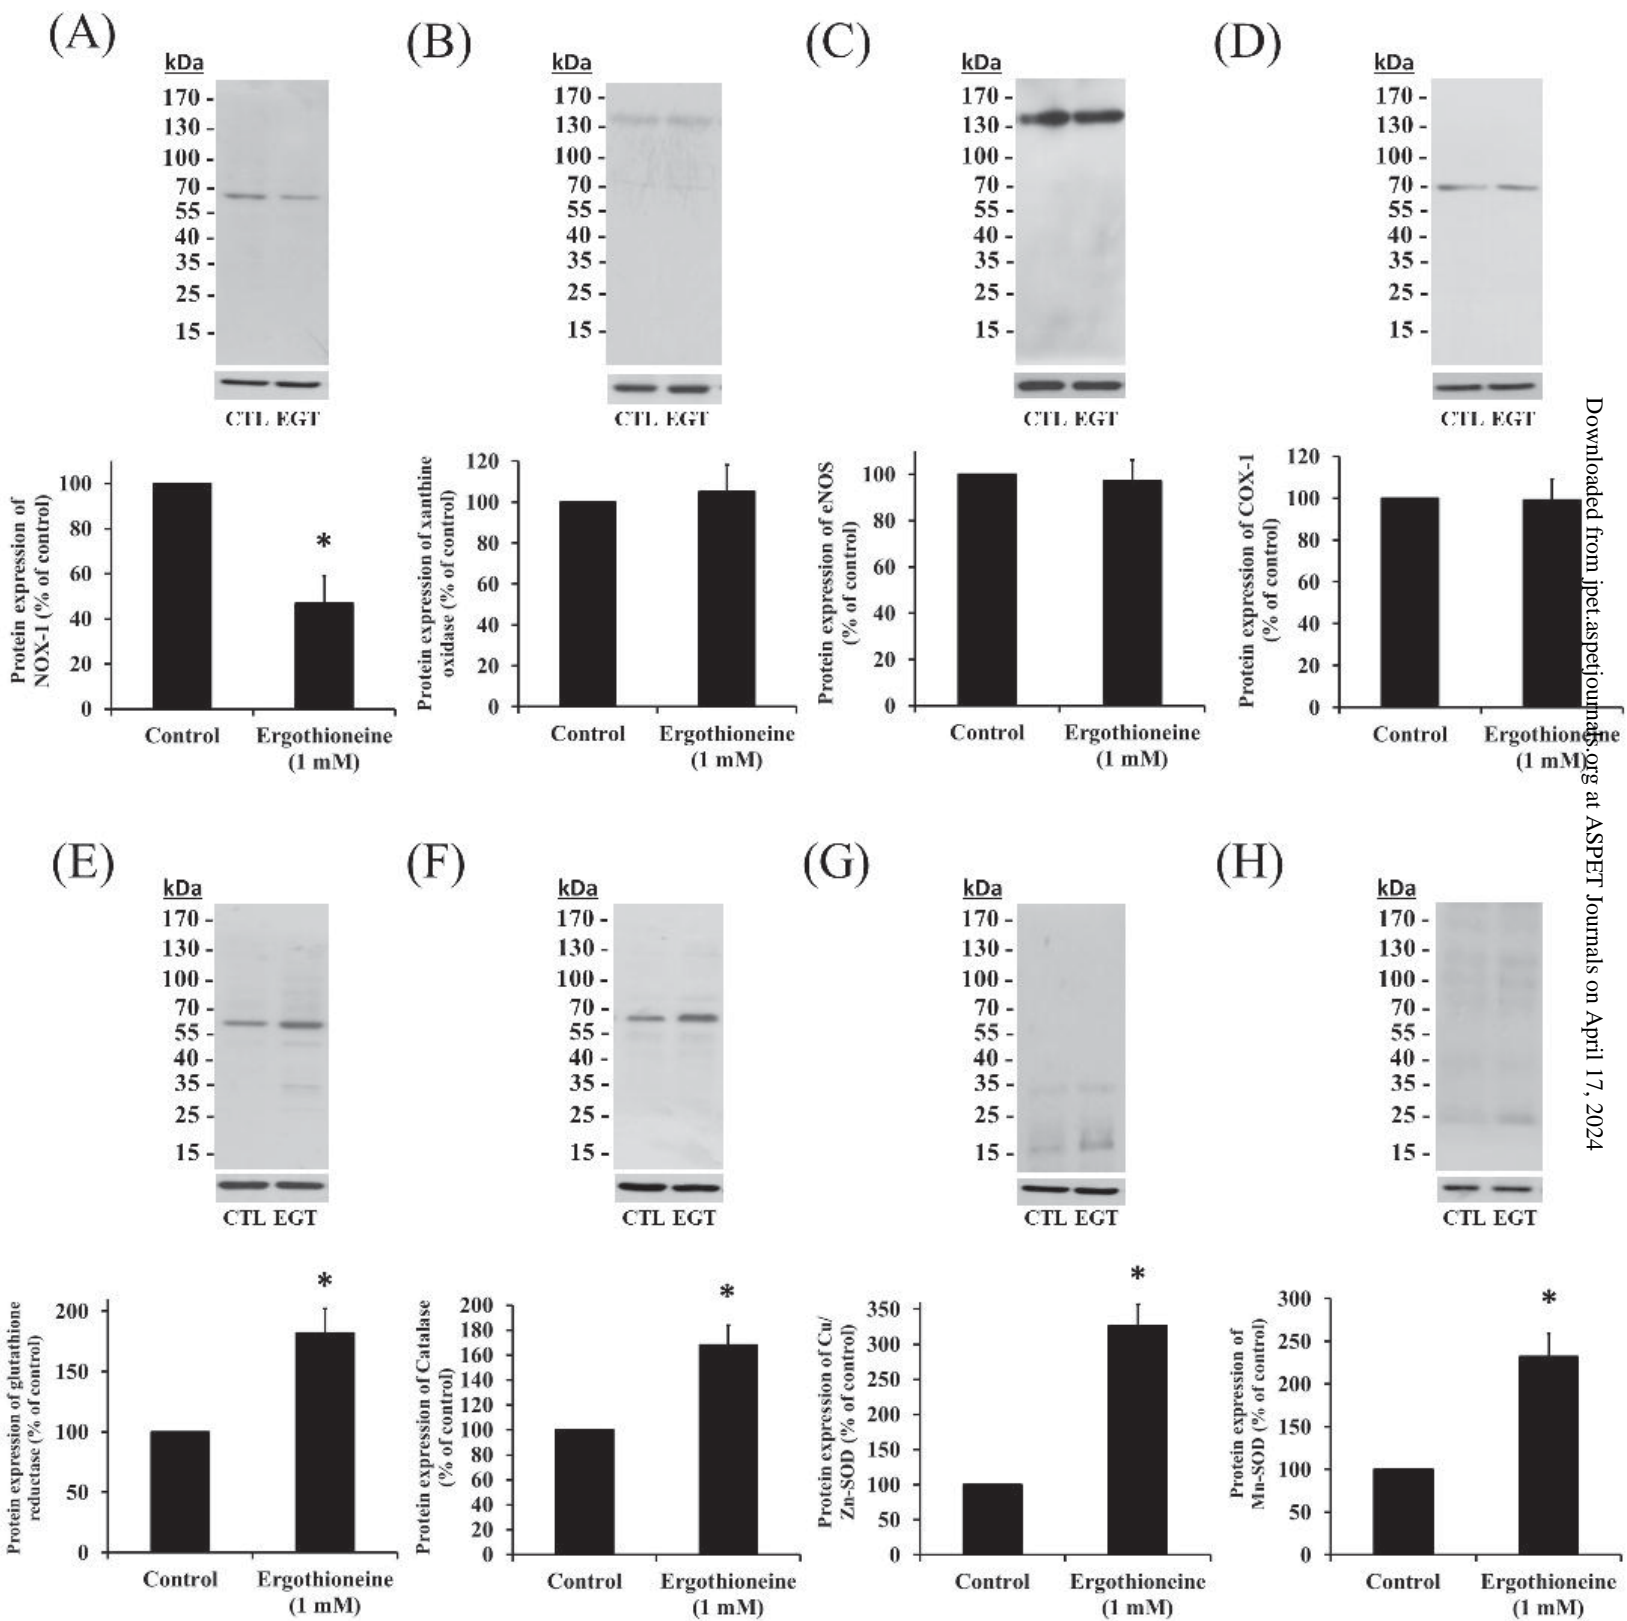 (A)
kDa
170 -
130 -
100 -
70 -
55 -
40 -
35 -
25 -
15 -
CTL EGT
Protein expression of
NOX-1 (% of control)
100
80
60
40
20
0
*
Control
Ergothioneine
(1 mM)
(B)
kDa
170 -
130 -
100 -
70 -
55 -
40 -
35 -
25 -
15 -
CTL EGT
Protein expression of xanthine
oxidase (% of control)
120
100
80
60
40
20
0
Control
Ergothioneine
(1 mM)
(C)
kDa
170 -
130 -
100 -
70 -
55 -
40 -
35 -
25 -
15 -
CTL EGT
Protein expression of eNOS
(% of control)
100
80
60
40
20
0
Control
Ergothioneine
(1 mM)
(D)
kDa
170 -
130 -
100 -
70 -
55 -
40 -
35 -
25 -
15 -
CTL EGT
Protein expression of COX-1
(% of control)
120
100
80
60
40
20
0
Control
Ergothioneine
(1 mM)
(E)
kDa
170 -
130 -
100 -
70 -
55 -
40 -
35 -
25 -
15 -
CTL EGT
Protein expression of glutathione
reductase (% of control)
200
150
100
50
0
*
Control
Ergothioneine
(1 mM)
(F)
kDa
170 -
130 -
100 -
70 -
55 -
40 -
35 -
25 -
15 -
CTL EGT
Protein expression of Catalase
(% of control)
200
180
160
140
120
100
80
60
40
20
0
*
Control
Ergothioneine
(1 mM)
(G)
kDa
170 -
130 -
100 -
70 -
55 -
40 -
35 -
25 -
15 -
CTL EGT
Protein expression of Cu/
Zn-SOD (% of control)
350
300
250
200
150
100
50
0
*
Control
Ergothioneine
(1 mM)
(H)
kDa
170 -
130 -
100 -
70 -
55 -
40 -
35 -
25 -
15 -
CTL EGT
Protein expression of
Mn-SOD (% of control)
300
250
200
150
100
50
0
*
Control
Ergothioneine
(1 mM)
Downloaded from jpet.aspetjournals.org at ASPET Journals on April 17, 2024